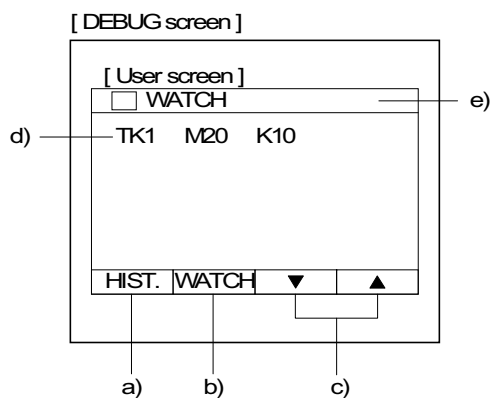 [ DEBUG screen ]
[ User screen ]
WATCH
e)
d)
TK1 M20 K10
HIST. WATCH ▼ ▲
a) b) c)